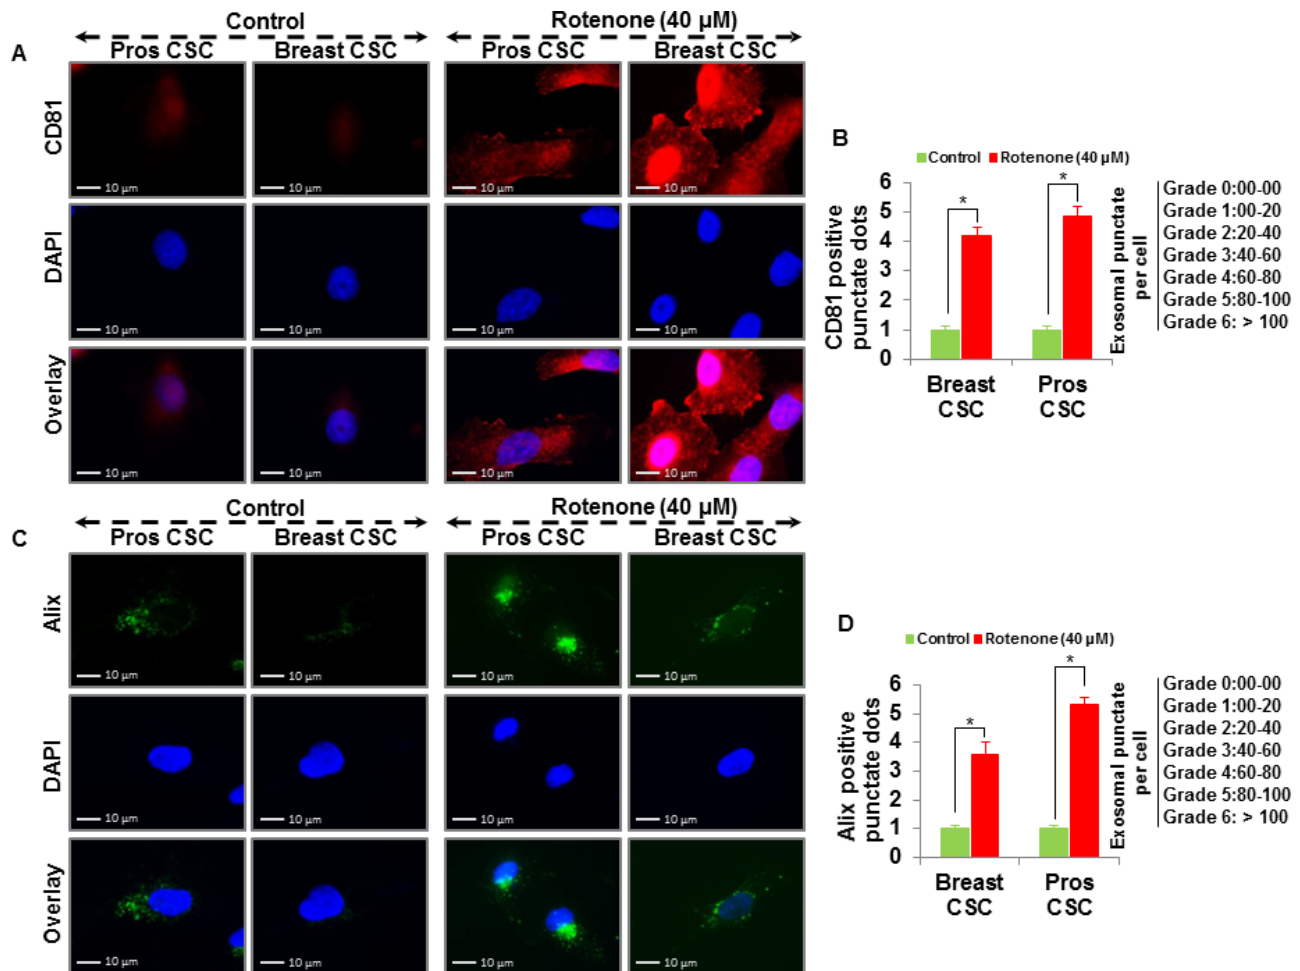 A
Control
Rotenone (40 µM)
Pros CSC
Breast CSC
Pros CSC
Breast CSC
CD81
10 µm
10 µm
10 µm
10 µm
DAPI
10 µm
10 µm
10 µm
10 µm
Overlay
10 µm
10 µm
10 µm
10 µm
B
Control
Rotenone (40 µM)
CD81 positive
punctate dots
6
5
4
3
2
1
0
*
*
Breast
CSC
Pros
CSC
Exosomal punctate
per cell
Grade 0:00-00
Grade 1:00-20
Grade 2:20-40
Grade 3:40-60
Grade 4:60-80
Grade 5:80-100
Grade 6: > 100
C
Control
Rotenone (40 µM)
Pros CSC
Breast CSC
Pros CSC
Breast CSC
Alix
10 µm
10 µm
10 µm
10 µm
DAPI
10 µm
10 µm
10 µm
10 µm
Overlay
10 µm
10 µm
10 µm
10 µm
D
Control
Rotenone (40 µM)
Alix positive
punctate dots
6
5
4
3
2
1
0
*
*
Breast
CSC
Pros
CSC
Exosomal punctate
per cell
Grade 0:00-00
Grade 1:00-20
Grade 2:20-40
Grade 3:40-60
Grade 4:60-80
Grade 5:80-100
Grade 6: > 100